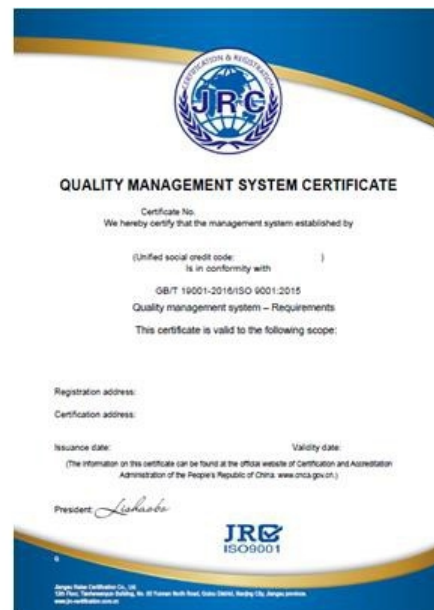 CERTIFICATION & REGISTRATION
JRC
QUALITY MANAGEMENT SYSTEM CERTIFICATE
Certificate No.
We hereby certify that the management system established by
(Unified social credit code: )
Is in conformity with
GB/T 19001-2016/ISO 9001:2015
Quality management system – Requirements
This certificate is valid to the following scope:
Registration address:
Certification address:
Issuance date: Validity date:
(The information on this certificate can be found at the official website of Certification and Accreditation
Administration of the People's Republic of China: www.cnca.gov.cn.)
President:
JRC
ISO9001
Certification Co., Ltd.